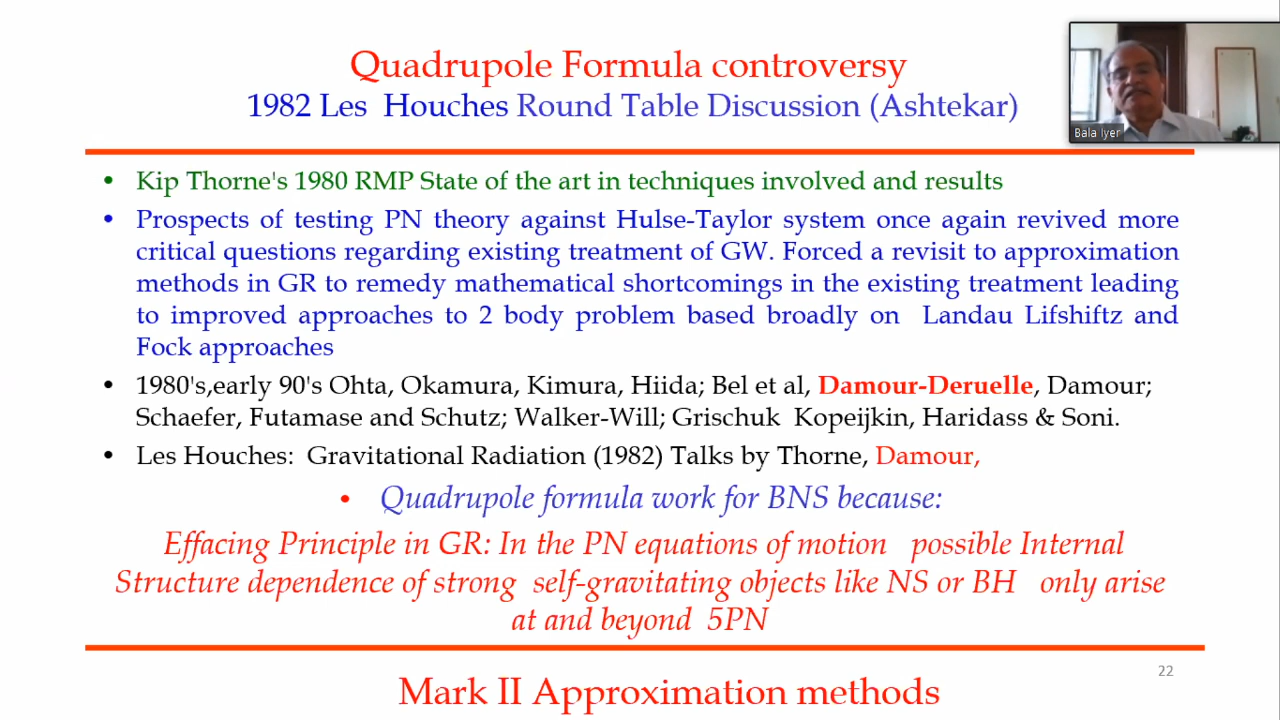 Quadrupole Formula controversy
1982 Les Houches Round Table Discussion (Ashtekar)
Bala Iyer
• Kip Thorne's 1980 RMP State of the art in techniques involved and results
• Prospects of testing PN theory against Hulse-Taylor system once again revived more
critical questions regarding existing treatment of GW. Forced a revisit to approximation
methods in GR to remedy mathematical shortcomings in the existing treatment leading
to improved approaches to 2 body problem based broadly on Landau Lifshiftz and
Fock approaches
• 1980's,early 90's Ohta, Okamura, Kimura, Hiida; Bel et al, Damour-Deruelle, Damour;
Schaefer, Futamase and Schutz; Walker-Will; Grischuk Kopeijkin, Haridass & Soni.
• Les Houches: Gravitational Radiation (1982) Talks by Thorne, Damour,
• Quadrupole formula work for BNS because:
Effacing Principle in GR: In the PN equations of motion possible Internal
Structure dependence of strong self-gravitating objects like NS or BH only arise
at and beyond 5PN
22
Mark II Approximation methods